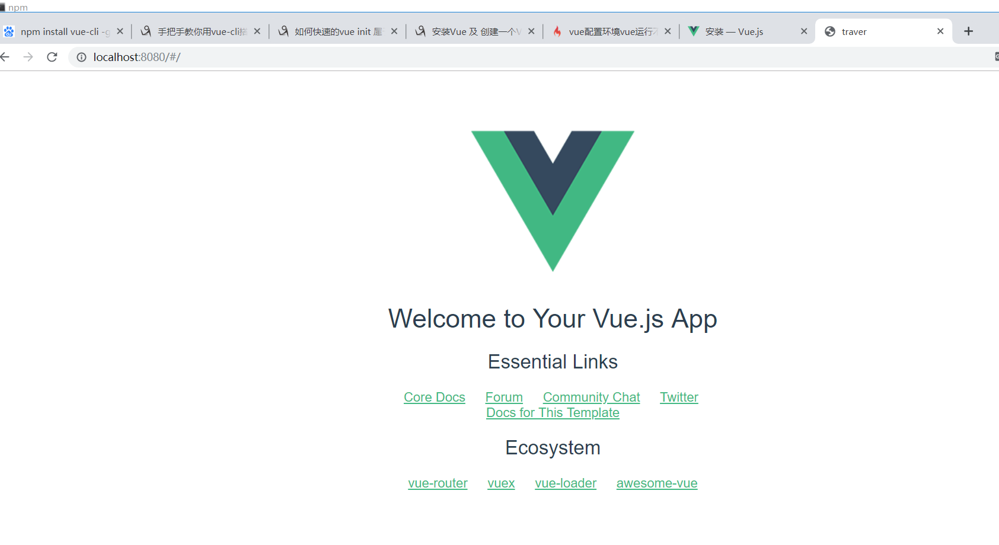 npm
npm install vue-cli -g 手把手教你用vue-cli搭 如何快速的vue init 属 安装Vue 及 创建一个V vue配置环境vue运行不 安装 — Vue.js traver
localhost:8080/#/
Welcome to Your Vue.js App
Essential Links
Core Docs Forum Community Chat Twitter
Docs for This Template
Ecosystem
vue-router vuex vue-loader awesome-vue